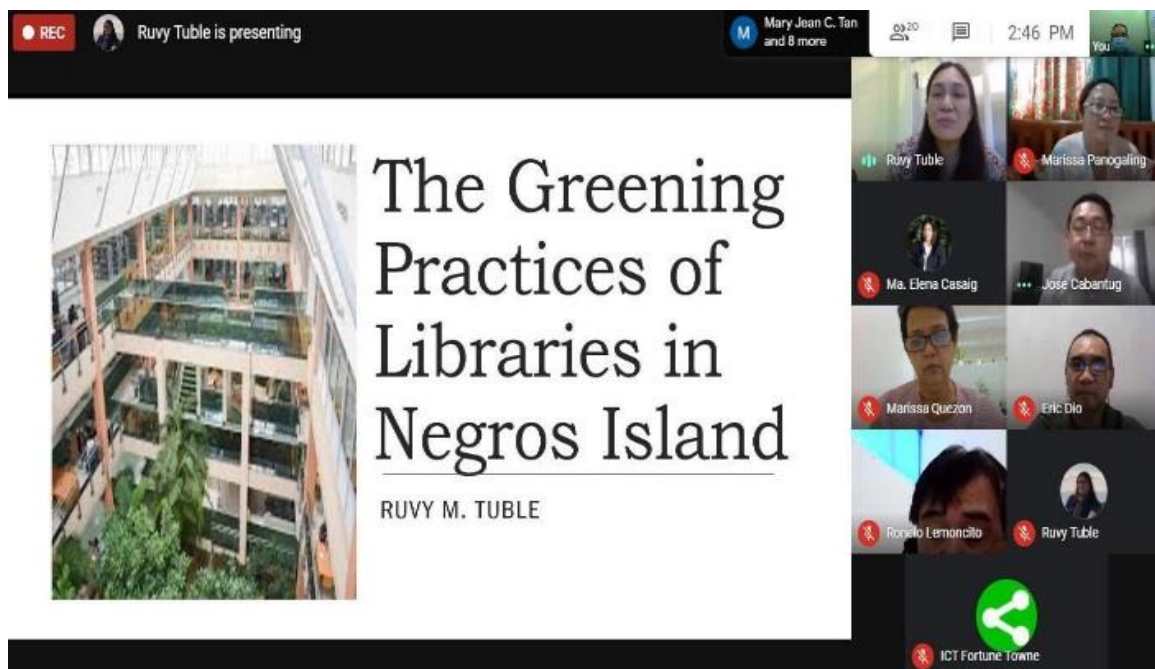 REC
Ruvy Tuble is presenting
M
Mary Jean C. Tan
and 8 more
20
2:46 PM
You
The Greening
Practices of
Libraries in
Negros Island
RUVY M. TUBLE
Ruvy Tuble
Marissa Panogaling
Ma. Elena Casaig
Jose Cabantug
Marissa Quezon
Eric Dio
Ronelo Lemoncito
Ruvy Tuble
ICT Fortune Towne